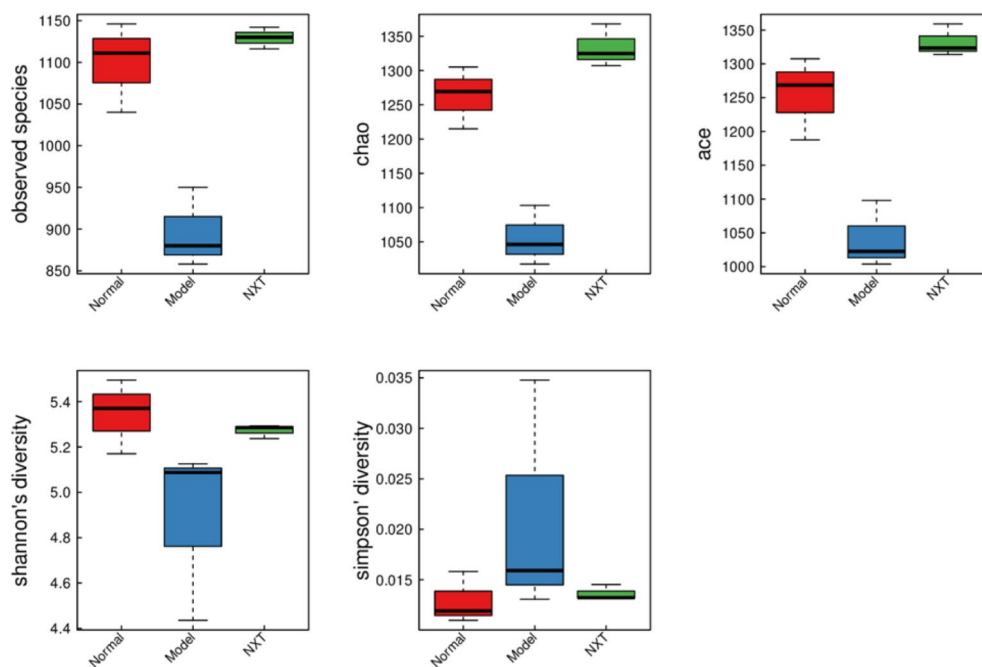 observed species
1150
1100
1050
1000
950
900
850
Normal
Model
NXT
chao
1350
1300
1250
1200
1150
1100
1050
Normal
Model
NXT
ace
1350
1300
1250
1200
1150
1100
1050
1000
Normal
Model
NXT
shannon's diversity
5.4
5.2
5.0
4.8
4.6
4.4
Normal
Model
NXT
simpson' diversity
0.035
0.030
0.025
0.020
0.015
Normal
Model
NXT